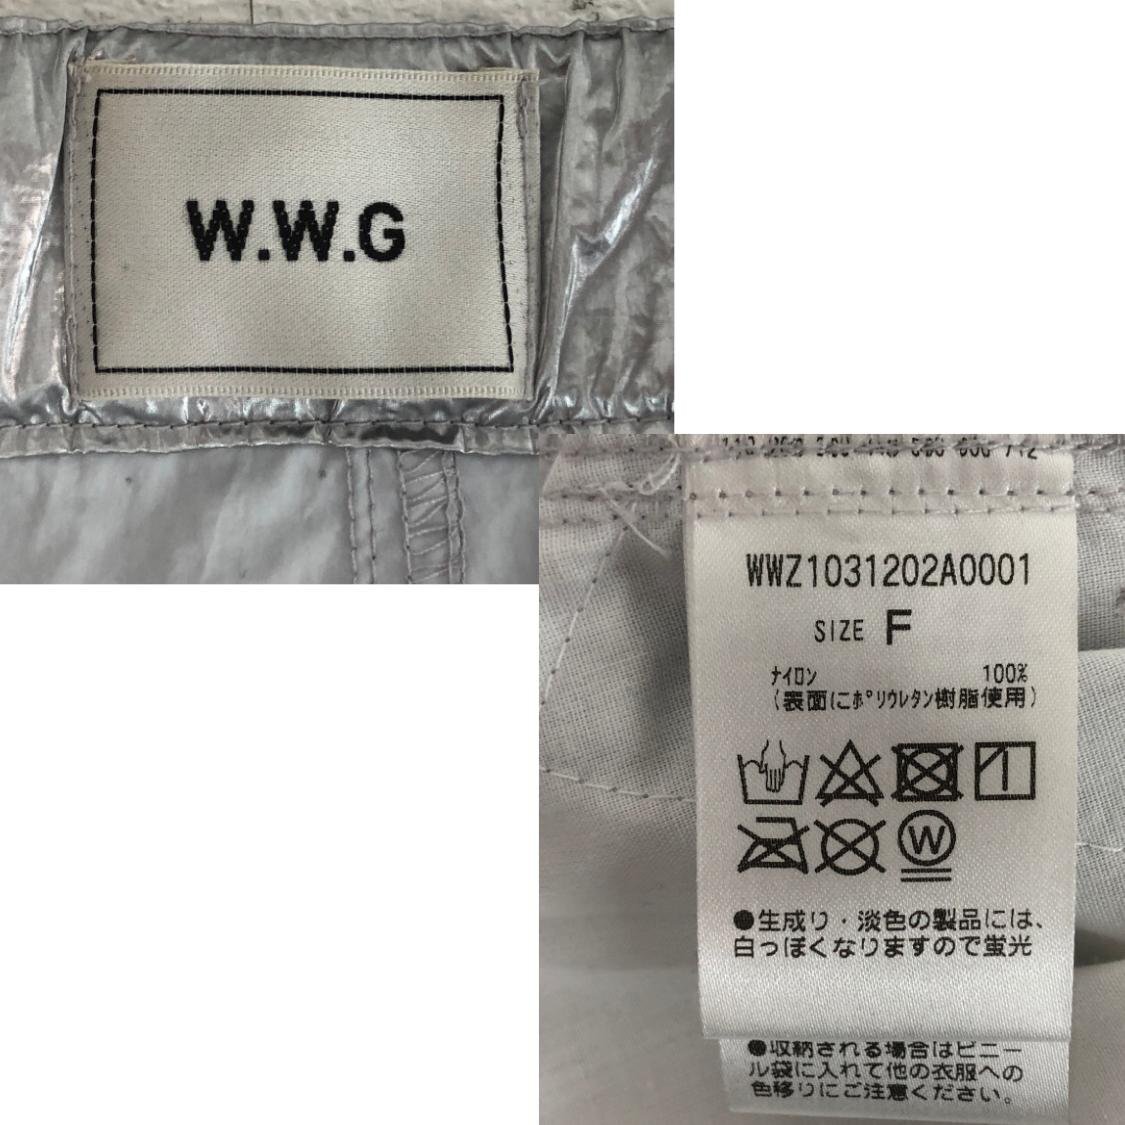 W.W.G
WWZ1031202A0001
SIZE F
ナイロン 100%
(表面にポリウレタン樹脂使用)
W
●生成り・淡色の製品には、
白っぽくなりますので蛍光
●収納される場合はビニー
ル袋に入れて他の衣服への
色移りにご注意ください。